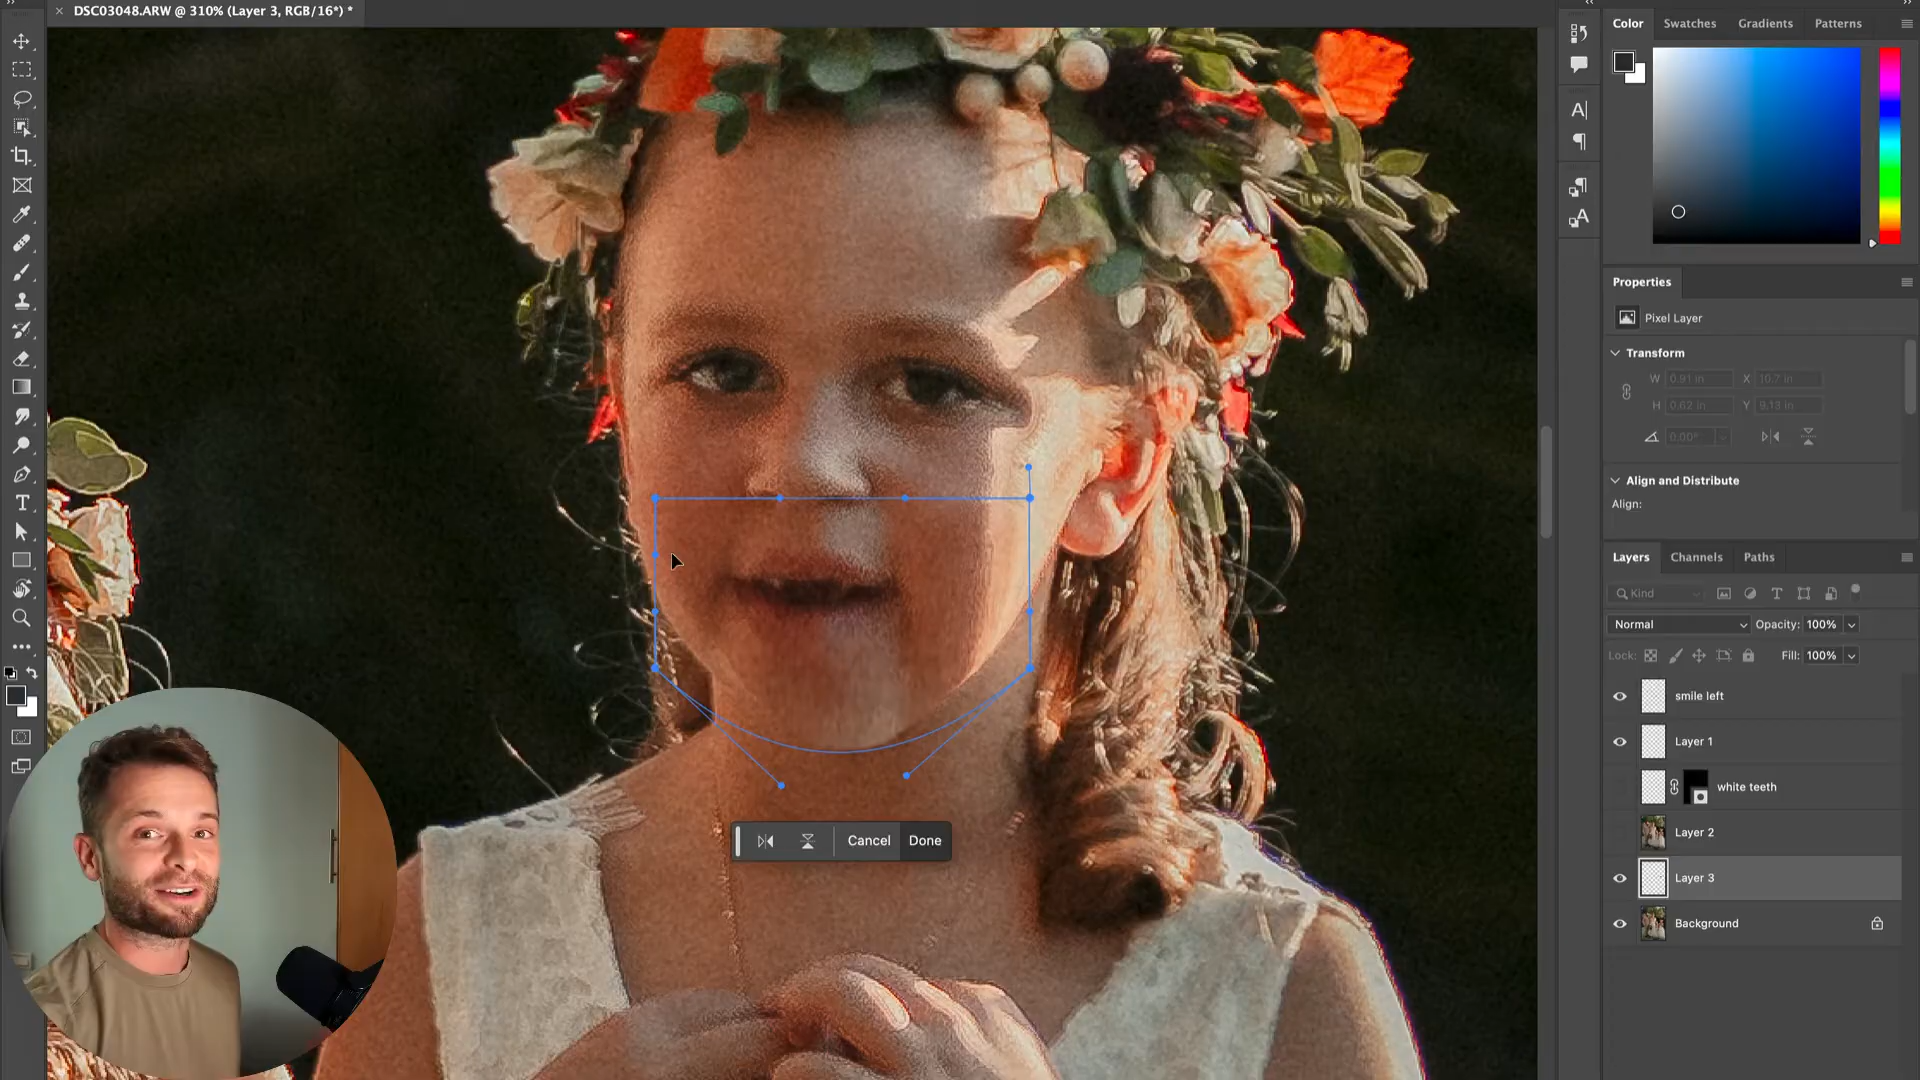 DSC03048.ARW @ 310% (Layer 3, RGB/16*) *
Color Swatches Gradients Patterns
Properties
Pixel Layer
Transform
W 0.91 in X 10.7 in
H 0.62 in Y 9.13 in
0.00°
Align and Distribute
Align:
Layers Channels Paths
Kind
Normal Opacity: 100%
Lock: Fill: 100%
smile left
Layer 1
white teeth
Layer 2
Layer 3
Background
Cancel Done